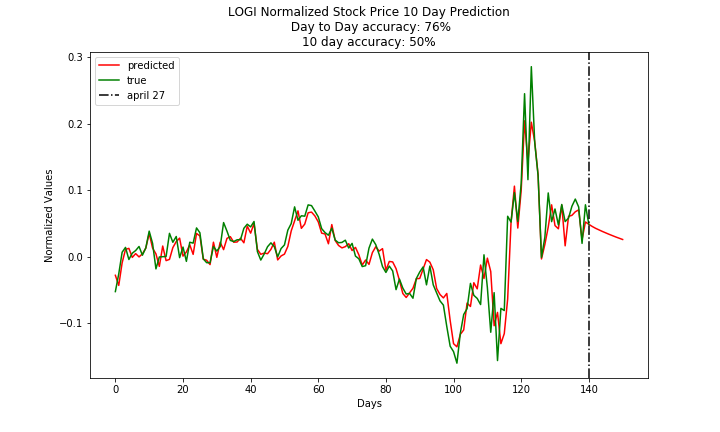 LOGI Normalized Stock Price 10 Day Prediction
Day to Day accuracy: 76%
10 day accuracy: 50%
predicted
true
april 27
Normalized Values
0.3
0.2
0.1
0.0
−0.1
0 20 40 60 80 100 120 140
Days